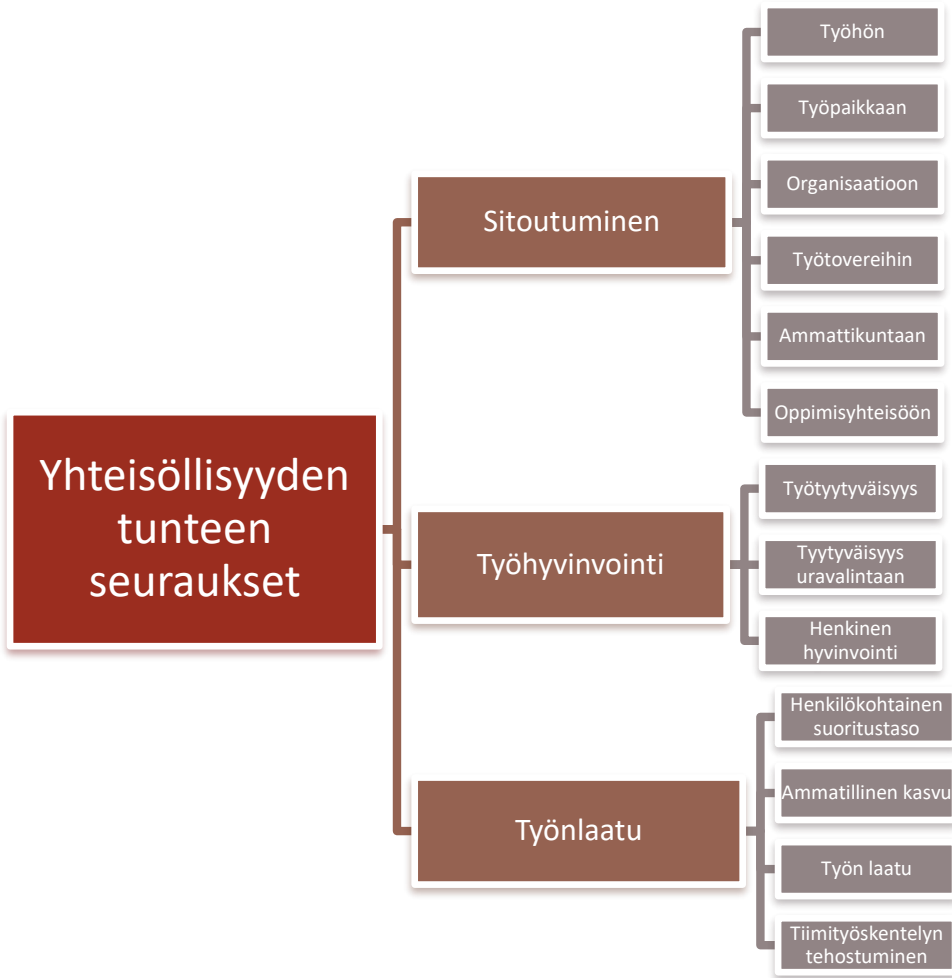 Yhteisöllisyyden
tunteen
seuraukset
Sitoutuminen
Työhön
Työpaikkaan
Organisaatioon
Työtovereihin
Ammattikuntaan
Oppimisyhteisöön
Työhyvinvointi
Työtyytyväisyys
Tyytyväisyys
uravalintaan
Henkinen
hyvinvointi
Työnlaatu
Henkilökohtainen
suoritustaso
Ammatillinen kasvu
Työn laatu
Tiimityöskentelyn
tehostuminen